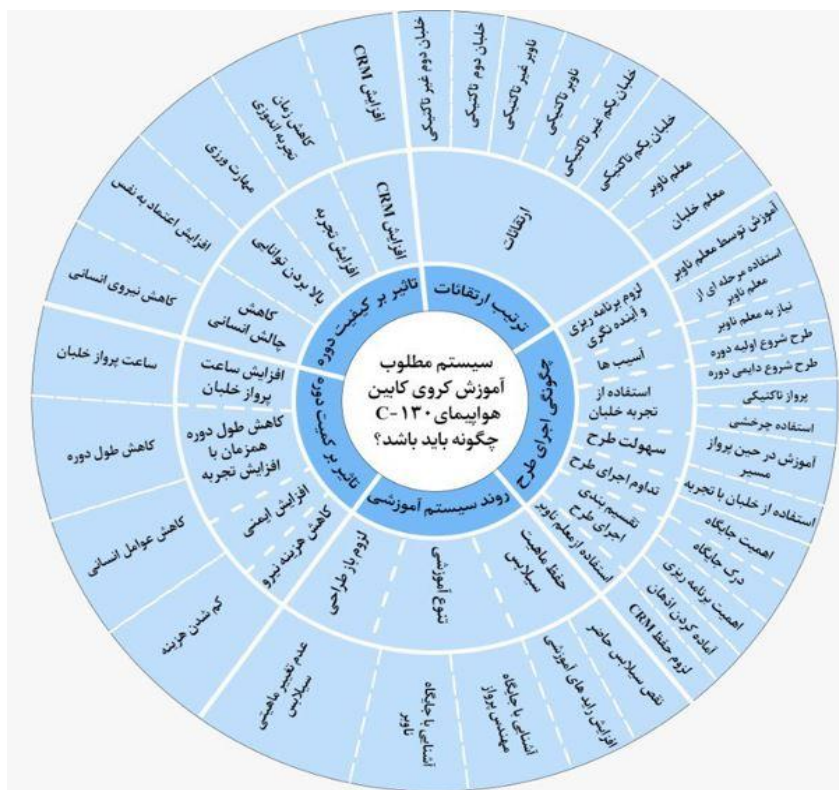 سیستم مطلوب
آموزش کروی کابین
هواپیمای C-۱۳۰
چگونه باید باشد؟
ترتیب ارتقائات
چگونگی اجرای طرح
روند سیستم آموزشی
تاثیر بر کمیت دوره
تاثیر بر کیفیت دوره
ارتقائات
لزوم برنامه ریزی
و آینده نگری
آسیب ها
استفاده از
تجربه خلبان
سهولت طرح
تداوم اجرای طرح
تقسیم بندی
اجرای طرح
استفاده ازمعلم ناوبر
حفظ ماهیت
سیلابس
تنوع آموزشی
لزوم باز طراحی
کاهش هزینه نیرو
افزایش ایمنی
کاهش طول دوره
همزمان با
افزایش تجربه
افزایش ساعت
پرواز خلبان
کاهش
چالش انسانی
بالا بردن توانایی
افزایش تجربه
افزایش CRM
خلبان دوم غیر تاکتیکی
خلبان دوم تاکتیکی
ناوبر غیر تاکتیکی
ناوبر تاکتیکی
خلبان یکم غیر تاکتیکی
خلبان یکم تاکتیکی
معلم ناوبر
معلم خلبان
آموزش توسط معلم ناوبر
استفاده مرحله ای از
معلم ناوبر
نیاز به معلم ناوبر
طرح شروع اولیه دوره
طرح شروع دایمی دوره
پرواز تاکتیکی
استفاده چرخشی
آموزش در حین پرواز
مسیر
استفاده از خلبان با تجربه
اهمیت جایگاه
درک جایگاه
اهمیت برنامه ریزی
آماده کردن اذهان
لزوم حفظ CRM
نقص سیلابس حاضر
افزایش راید های آموزشی
آشنایی با جایگاه
مهندس پرواز
آشنایی با جایگاه
ناوبر
عدم تغییر ماهیتی
سیلابس
کم شدن هزینه
کاهش عوامل انسانی
کاهش طول دوره
ساعت پرواز خلبان
کاهش نیروی انسانی
افزایش اعتماد به نفس
مهارت ورزی
کاهش زمان
تجربه اندوزی
افزایش CRM